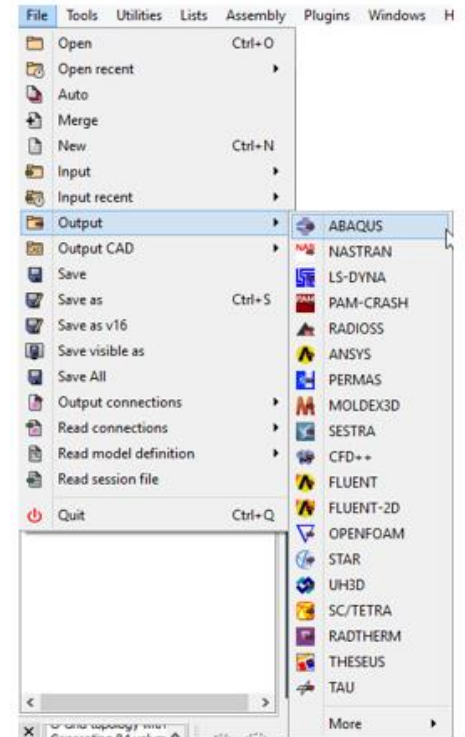 File Tools Utilities Lists Assembly Plugins Windows H
Open Ctrl+O
Open recent
Auto
Merge
New Ctrl+N
Input
Input recent
Output
Output CAD
Save
Save as Ctrl+S
Save as v16
Save visible as
Save All
Output connections
Read connections
Read model definition
Read session file
Quit Ctrl+Q
ABAQUS
NASTRAN
LS-DYNA
PAM-CRASH
RADIOSS
ANSYS
PERMAS
MOLDEX3D
SESTRA
CFD++
FLUENT
FLUENT-2D
OPENFOAM
STAR
UH3D
SC/TETRA
RADTHERM
THESEUS
TAU
More